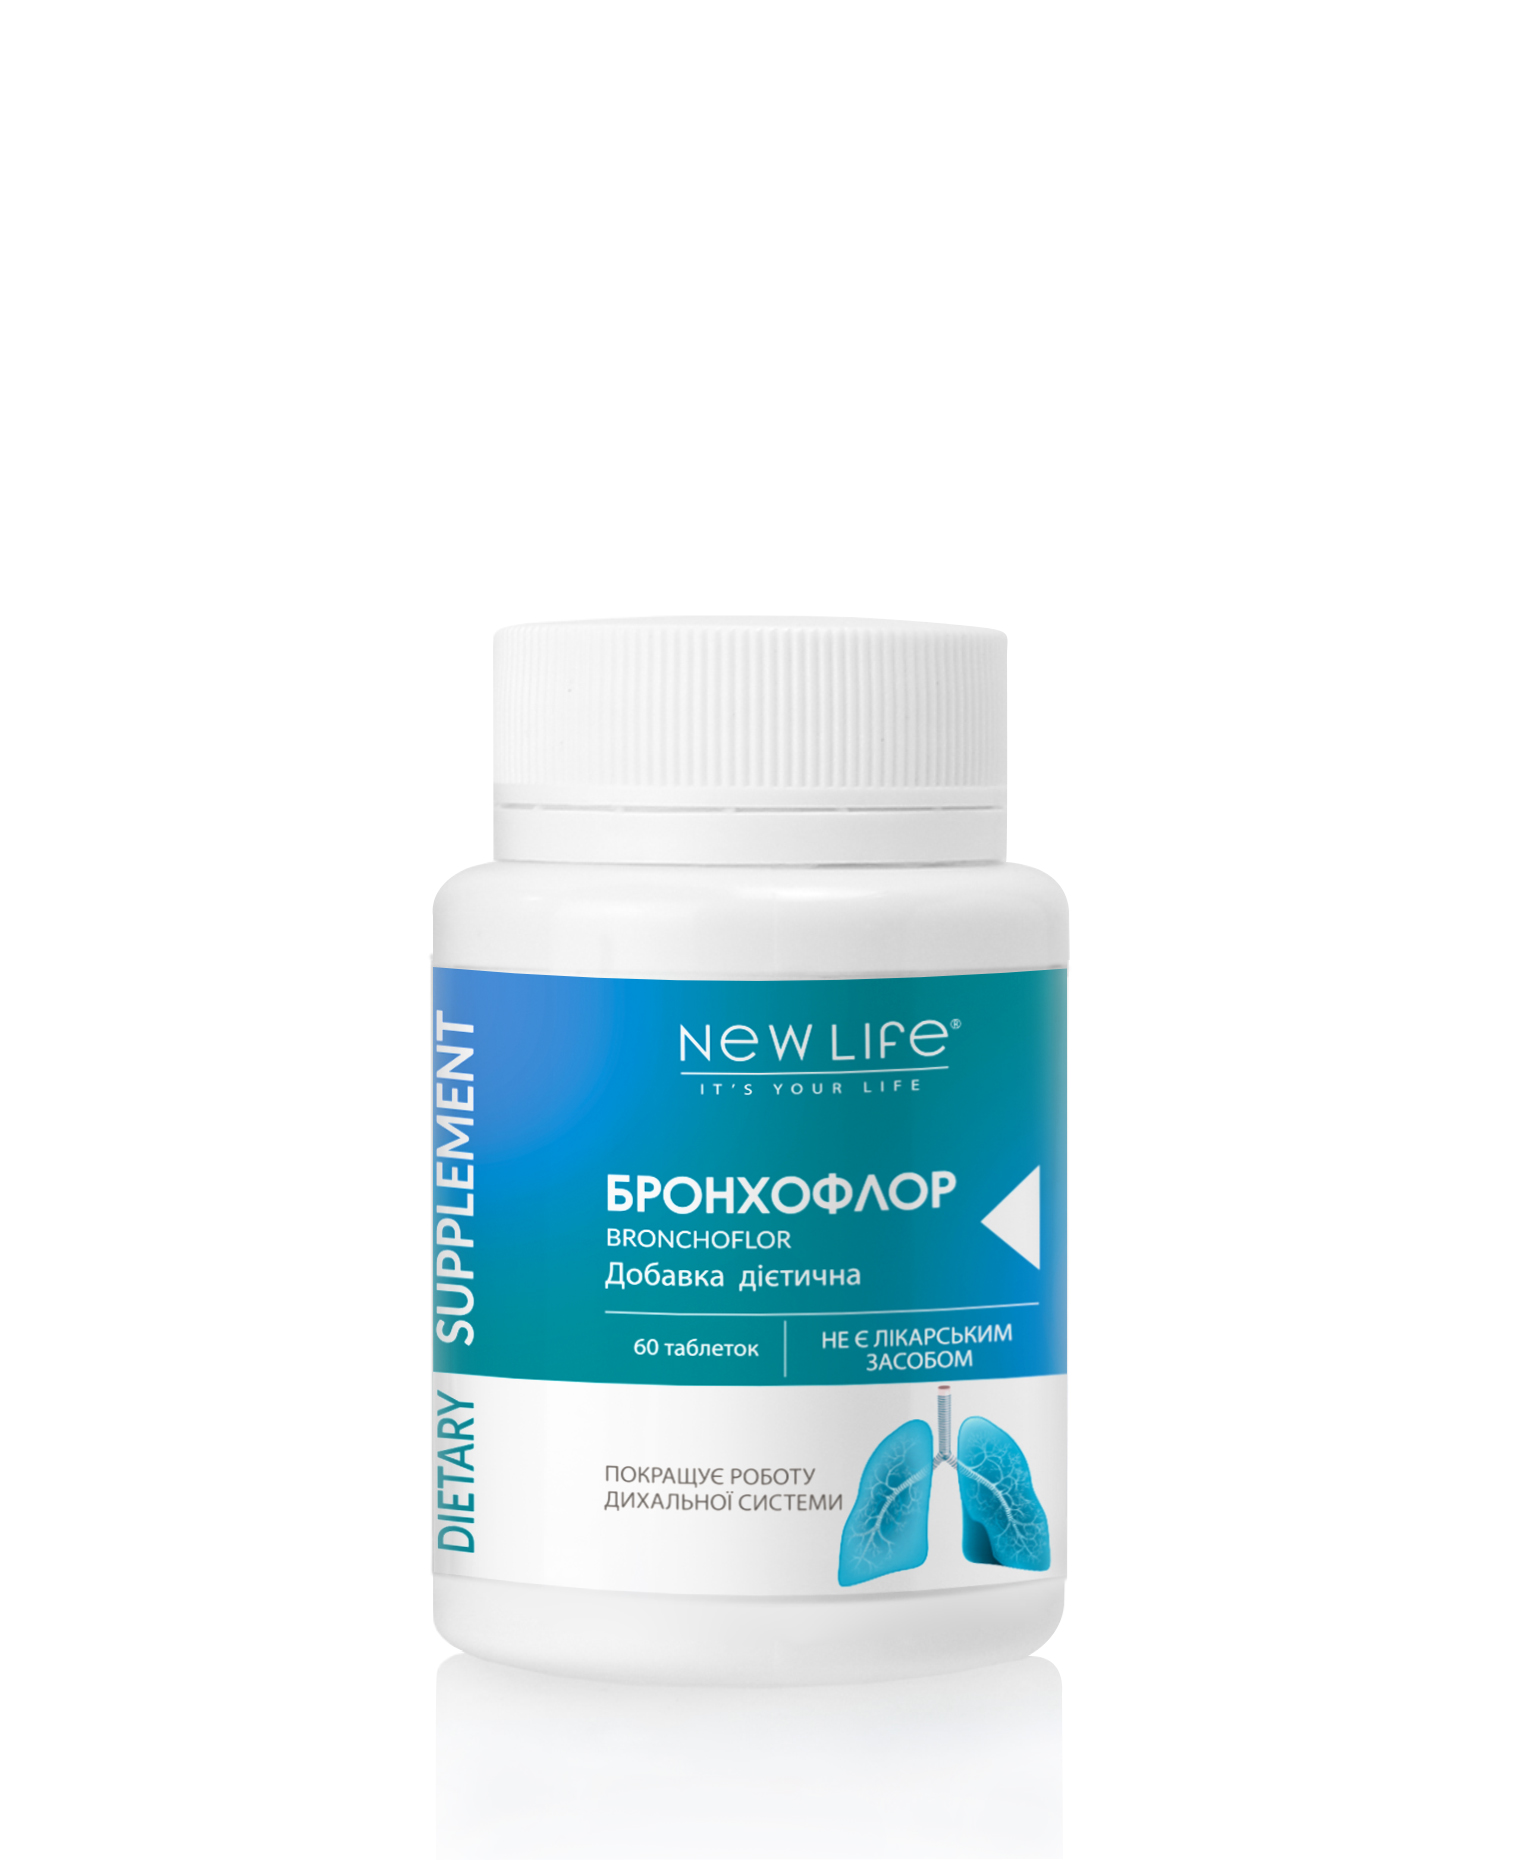 NEW LIFE®
IT'S YOUR LIFE
БРОНХОФЛОР
BRONCHOFLOR
Добавка дієтична
60 таблеток
НЕ Є ЛІКАРСЬКИМ
ЗАСОБОМ
ПОКРАЩУЄ РОБОТУ
ДИХАЛЬНОЇ СИСТЕМИ
DIETARY SUPPLEMENT